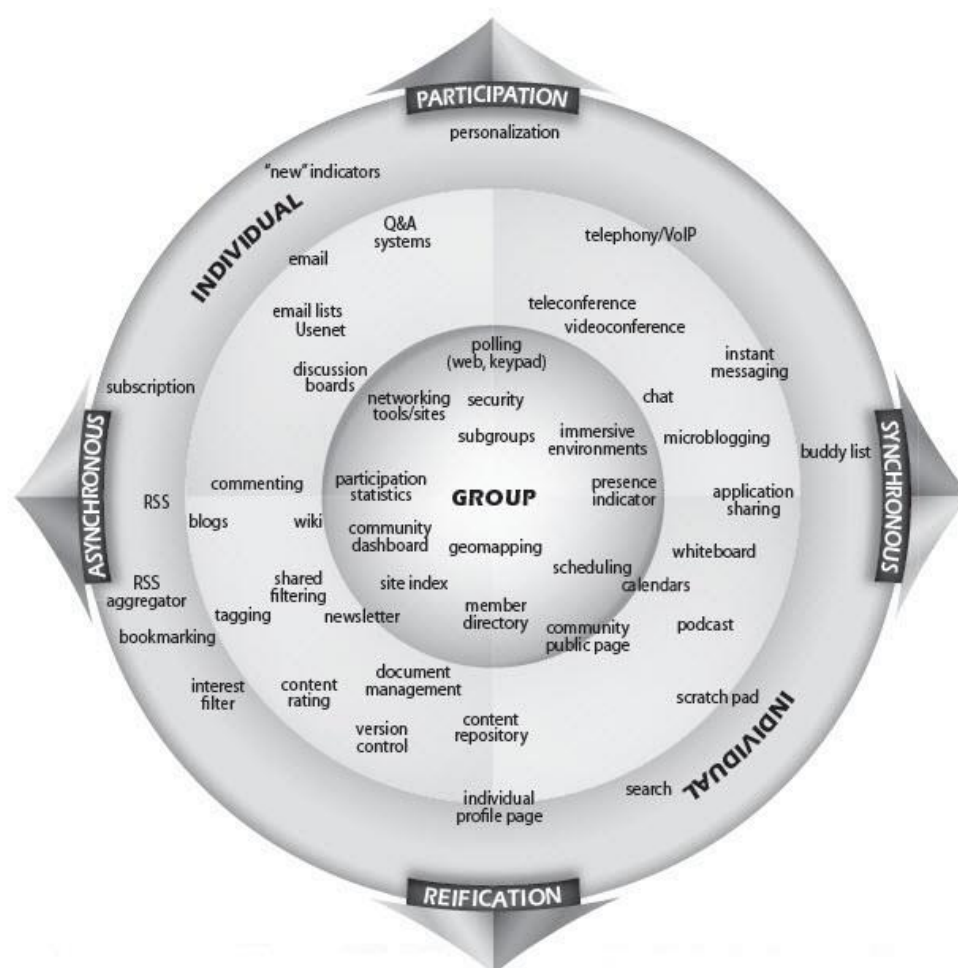 PARTICIPATION
personalization
"new" indicators
INDIVIDUAL
Q&A
systems
telephony/VoIP
email
teleconference
email lists
Usenet
videoconference
polling
(web, keypad)
instant
messaging
discussion
boards
subscription
networking
tools/sites
security
chat
subgroups
immersive
environments
microblogging
buddy list
SYNCHRONOUS
ASYNCHRONOUS
commenting
participation
statistics
GROUP
presence
indicator
application
sharing
RSS
blogs
wiki
community
dashboard
geomapping
whiteboard
scheduling
calendars
RSS
aggregator
shared
filtering
site index
tagging
newsletter
member
directory
community
public page
podcast
bookmarking
interest
filter
content
rating
document
management
scratch pad
INDIVIDUAL
version
control
content
repository
search
individual
profile page
REIFICATION